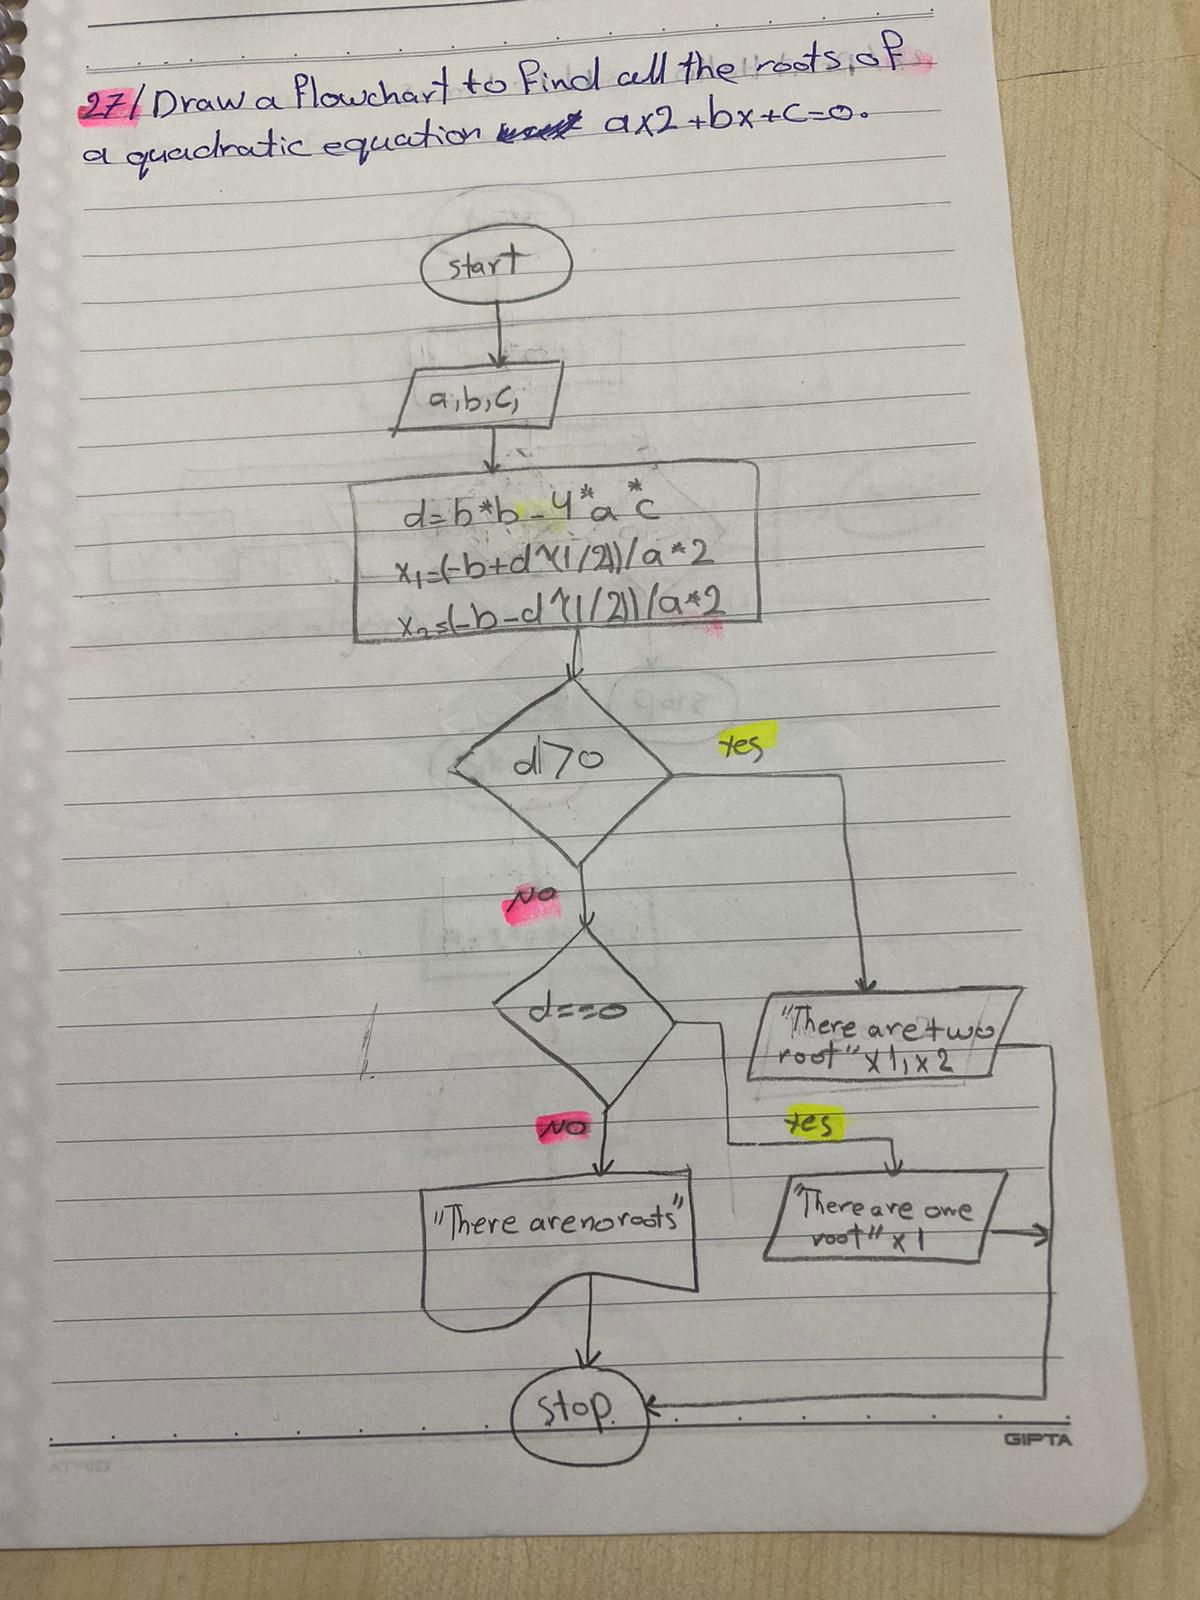 27/ Draw a flowchart to find all the roots of
a quadratic equation ax2+bx+c=0.
start
a,b,c,
d=b*b-4*a*c
x1=(-b+d^(1/2))/a*2
x2=(-b-d^(1/2))/a*2
d>0
yes
NO
d==0
"There are two
root" x1,x2
NO
yes
"There are no roots"
"There are one
root" x1
stop.
GIPTA